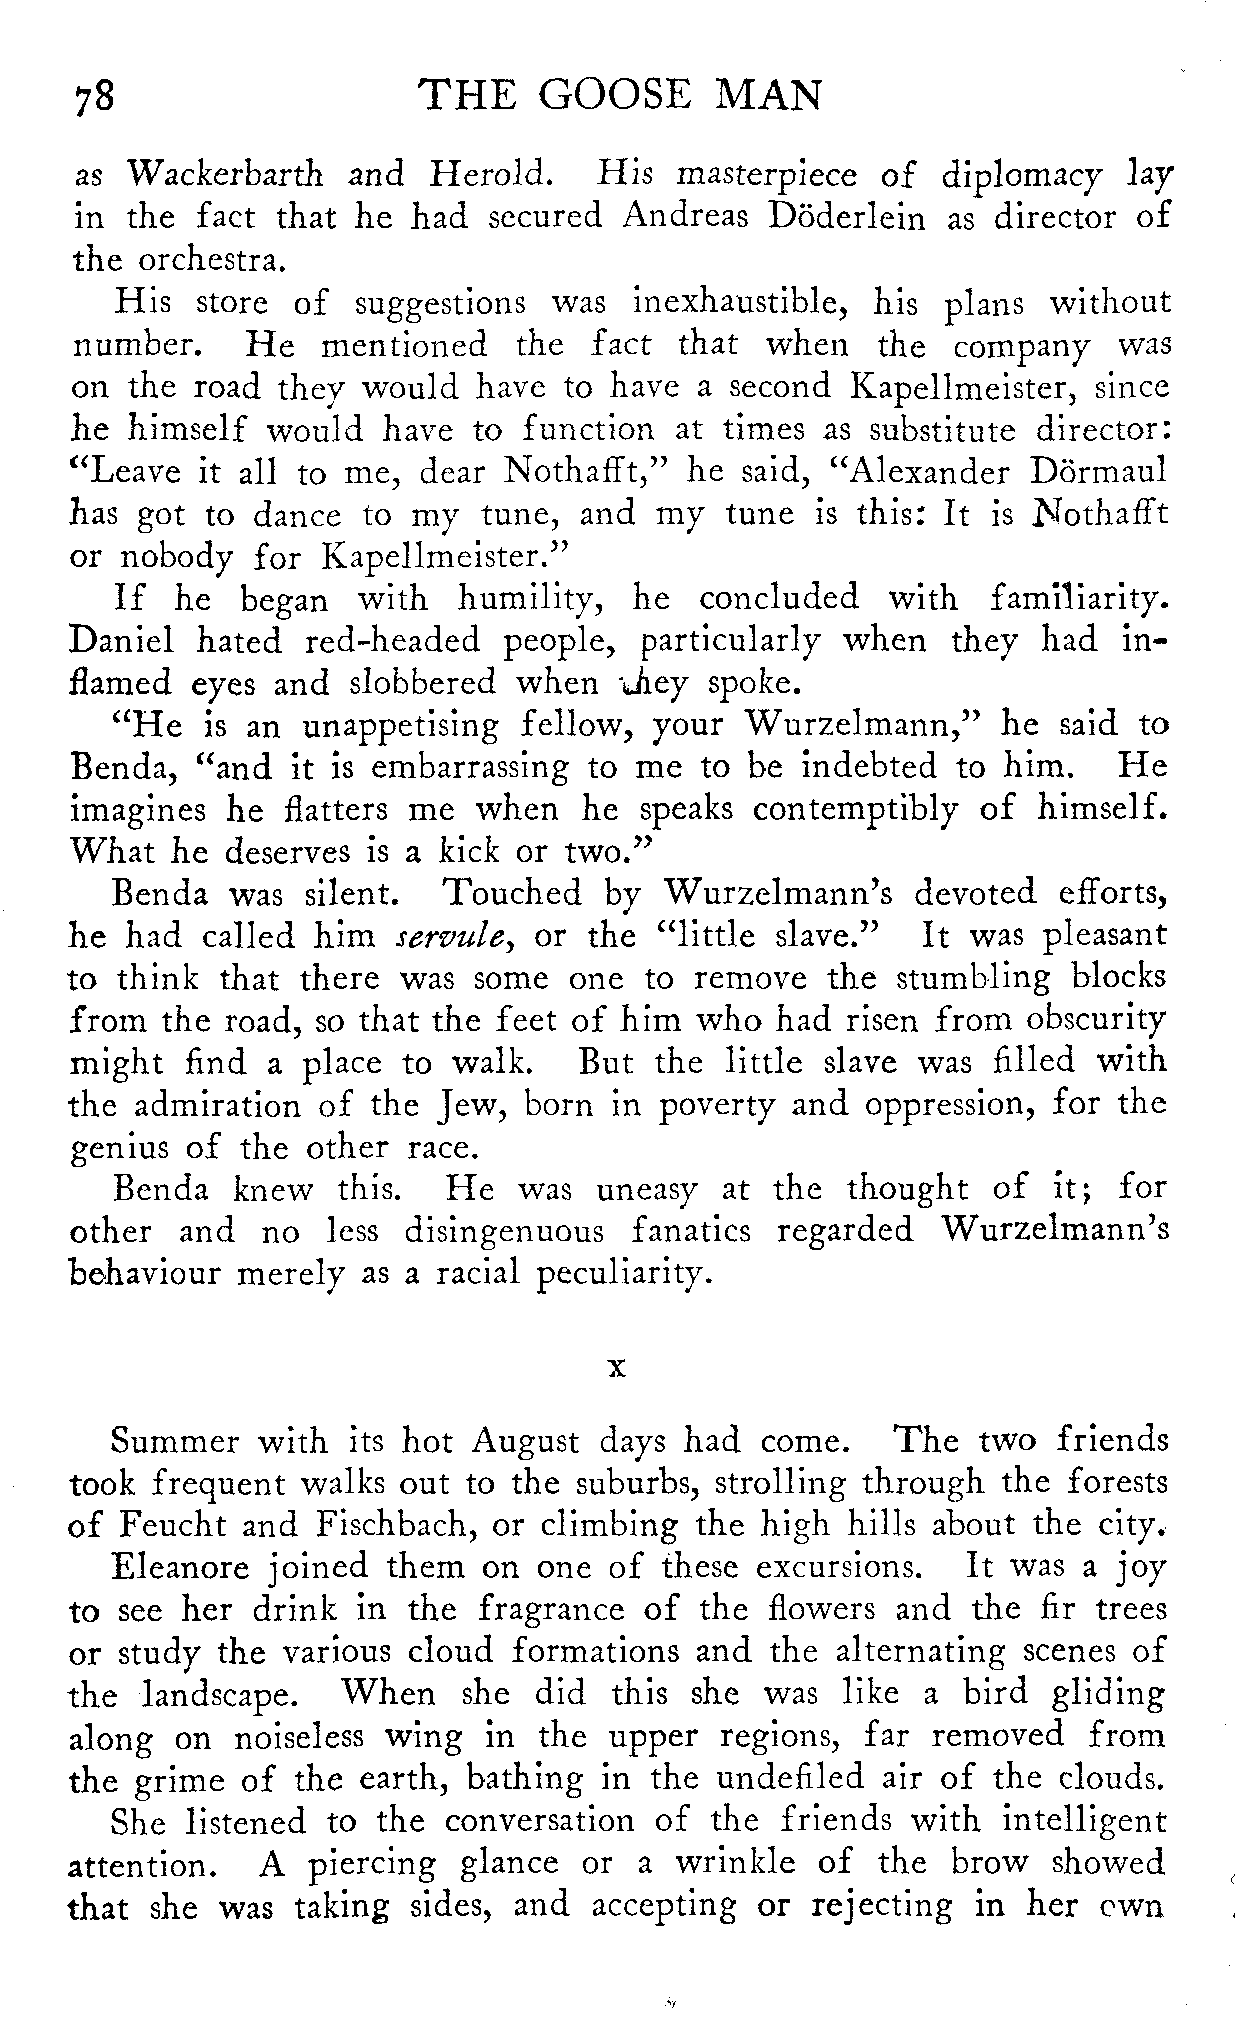 78 THE GOOSE MAN
as Wackerbarth and Herold. His masterpiece of diplomacy lay
in the fact that he had secured Andreas Döderlein as director of
the orchestra.
His store of suggestions was inexhaustible, his plans without
number. He mentioned the fact that when the company was
on the road they would have to have a second Kapellmeister, since
he himself would have to function at times as substitute director:
“Leave it all to me, dear Nothafft,” he said, “Alexander Dörmaul
has got to dance to my tune, and my tune is this: It is Nothafft
or nobody for Kapellmeister.”
If he began with humility, he concluded with familiarity.
Daniel hated red-headed people, particularly when they had in-
flamed eyes and slobbered when they spoke.
“He is an unappetising fellow, your Wurzelmann,” he said to
Benda, “and it is embarrassing to me to be indebted to him. He
imagines he flatters me when he speaks contemptibly of himself.
What he deserves is a kick or two.”
Benda was silent. Touched by Wurzelmann’s devoted efforts,
he had called him servule, or the “little slave.” It was pleasant
to think that there was some one to remove the stumbling blocks
from the road, so that the feet of him who had risen from obscurity
might find a place to walk. But the little slave was filled with
the admiration of the Jew, born in poverty and oppression, for the
genius of the other race.
Benda knew this. He was uneasy at the thought of it; for
other and no less disingenuous fanatics regarded Wurzelmann’s
behaviour merely as a racial peculiarity.
x
Summer with its hot August days had come. The two friends
took frequent walks out to the suburbs, strolling through the forests
of Feucht and Fischbach, or climbing the high hills about the city.
Eleanore joined them on one of these excursions. It was a joy
to see her drink in the fragrance of the flowers and the fir trees
or study the various cloud formations and the alternating scenes of
the landscape. When she did this she was like a bird gliding
along on noiseless wing in the upper regions, far removed from
the grime of the earth, bathing in the undefiled air of the clouds.
She listened to the conversation of the friends with intelligent
attention. A piercing glance or a wrinkle of the brow showed
that she was taking sides, and accepting or rejecting in her own